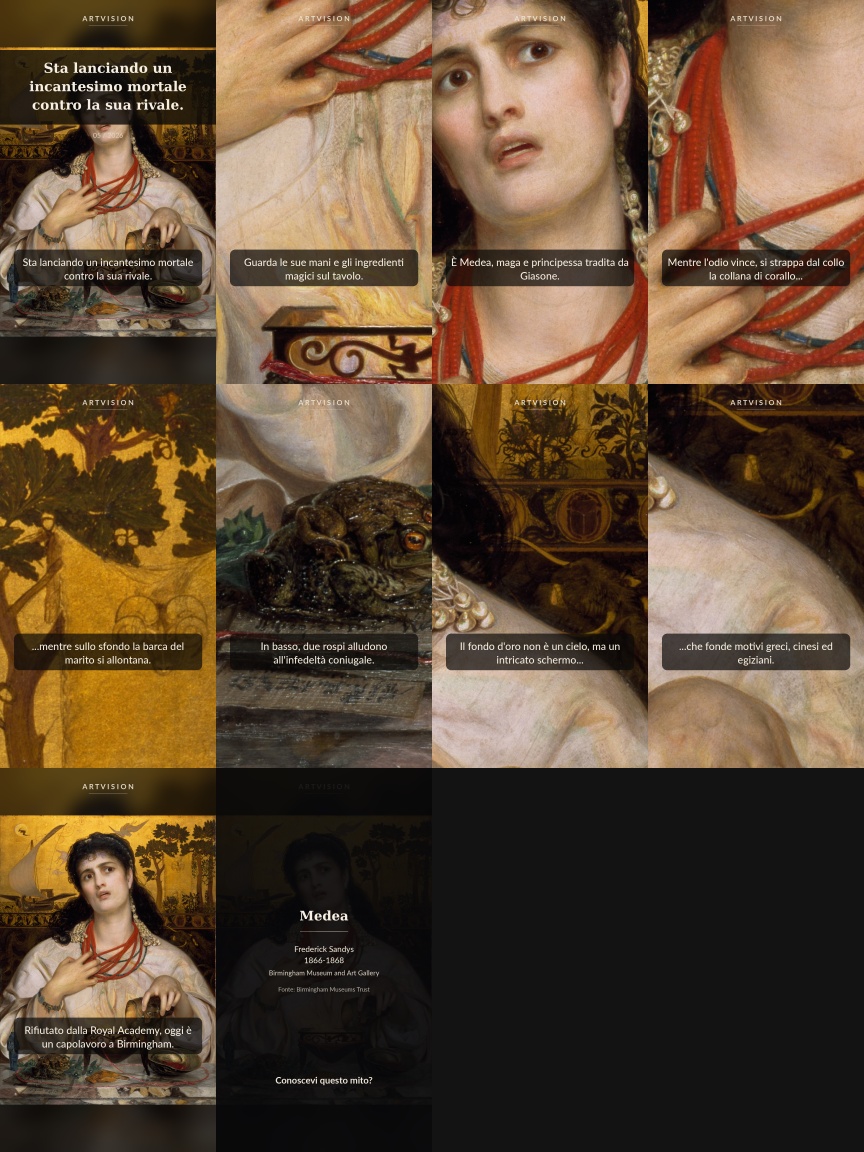 ARTVISION
Sta lanciando un
incantesimo mortale
contro la sua rivale.
Sta lanciando un incantesimo mortale
contro la sua rivale.
ARTVISION
Guarda le sue mani e gli ingredienti
magici sul tavolo.
ARTVISION
È Medea, maga e principessa tradita da
Giasone.
ARTVISION
Mentre l'odio vince, si strappa dal collo
la collana di corallo...
ARTVISION
...mentre sullo sfondo la barca del
marito si allontana.
ARTVISION
In basso, due rospi alludono
all'infedeltà coniugale.
ARTVISION
Il fondo d'oro non è un cielo, ma un
intricato schermo...
ARTVISION
...che fonde motivi greci, cinesi ed
egiziani.
ARTVISION
Rifiutato dalla Royal Academy, oggi è
un capolavoro a Birmingham.
ARTVISION
Medea
Frederick Sandys
1866-1868
Birmingham Museum and Art Gallery
Fonte: Birmingham Museums Trust
Conoscevi questo mito?